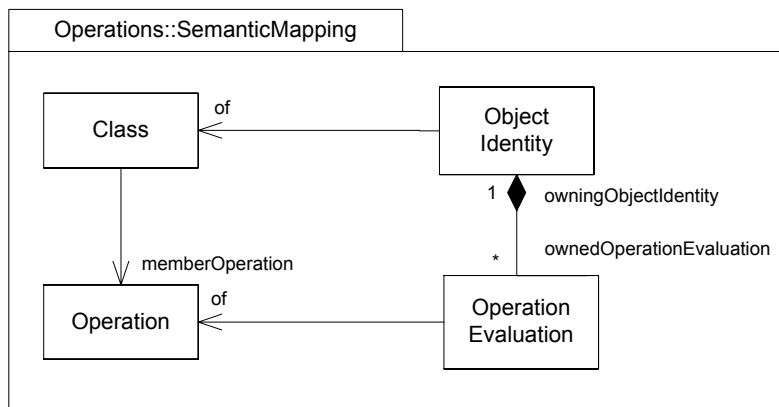 Operations::SemanticMapping
of
Class
Object
Identity
1
owningObjectIdentity
*
ownedOperationEvaluation
memberOperation
of
Operation
Operation
Evaluation